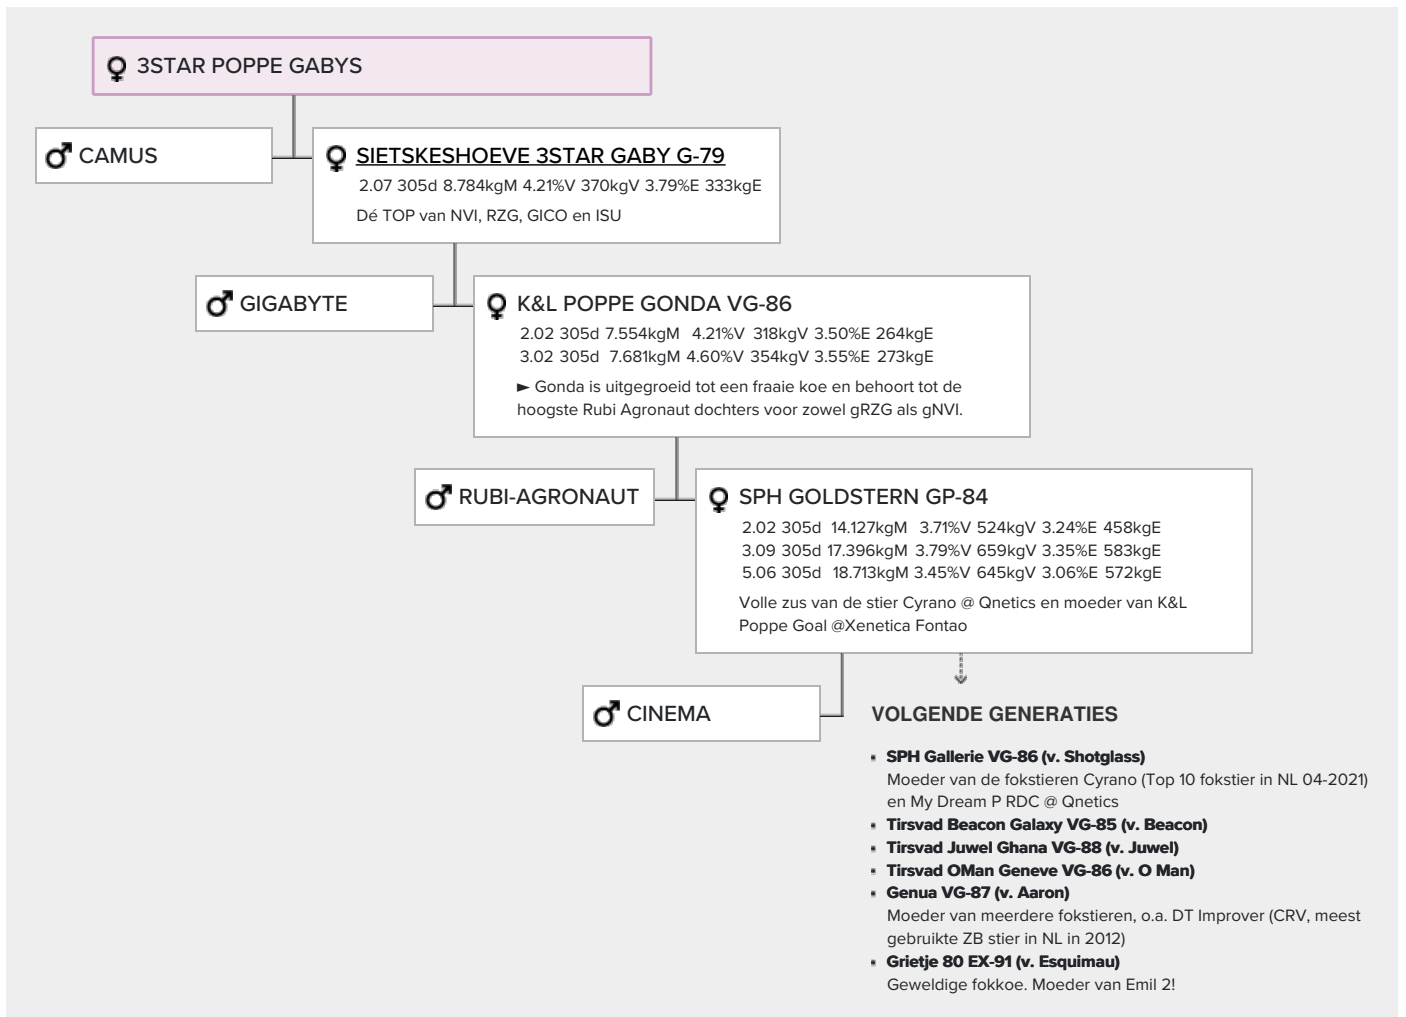 3STAR POPPE GABYS
CAMUS
SIETSKESHOEVE 3STAR GABY G-79
2.07 305d 8.784kgM 4.21%V 370kgV 3.79%E 333kgE
Dé TOP van NVI, RZG, GICO en ISU
GIGABYTE
K&L POPPE GONDA VG-86
2.02 305d 7.554kgM 4.21%V 318kgV 3.50%E 264kgE
3.02 305d 7.681kgM 4.60%V 354kgV 3.55%E 273kgE
► Gonda is uitgegroeid tot een fraaie koe en behoort tot de
hoogste Rubi Agronaut dochters voor zowel gRZG als gNVI.
RUBI-AGRONAUT
SPH GOLDSTERN GP-84
2.02 305d 14.127kgM 3.71%V 524kgV 3.24%E 458kgE
3.09 305d 17.396kgM 3.79%V 659kgV 3.35%E 583kgE
5.06 305d 18.713kgM 3.45%V 645kgV 3.06%E 572kgE
Volle zus van de stier Cyrano @ Qnetics en moeder van K&L
Poppe Goal @Xenetica Fontao
CINEMA
VOLGENDE GENERATIES
▪ SPH Gallerie VG-86 (v. Shotglass)
Moeder van de fokstieren Cyrano (Top 10 fokstier in NL 04-2021)
en My Dream P RDC @ Qnetics
▪ Tirsvad Beacon Galaxy VG-85 (v. Beacon)
▪ Tirsvad Juwel Ghana VG-88 (v. Juwel)
▪ Tirsvad OMan Geneve VG-86 (v. O Man)
▪ Genua VG-87 (v. Aaron)
Moeder van meerdere fokstieren, o.a. DT Improver (CRV, meest
gebruikte ZB stier in NL in 2012)
▪ Grietje 80 EX-91 (v. Esquimau)
Geweldige fokkoe. Moeder van Emil 2!